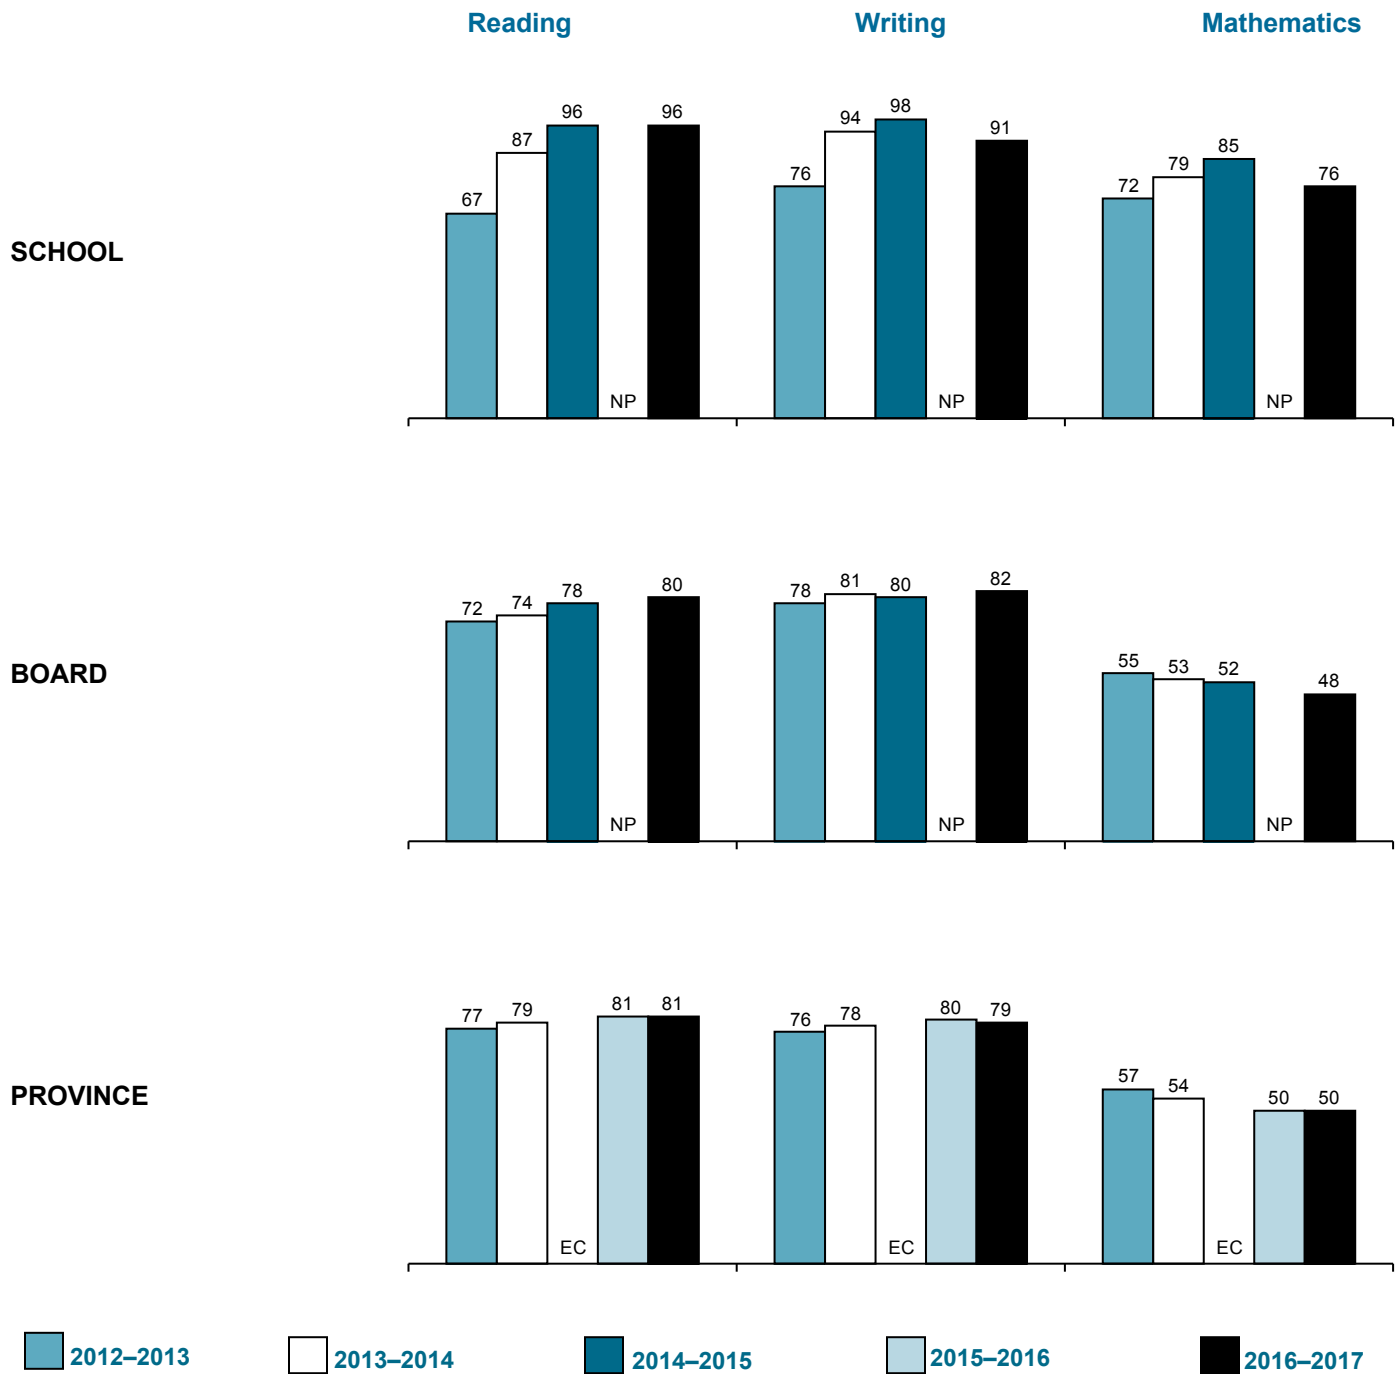 Reading Writing Mathematics
67 87 96 NP 96 76 94 98 NP 91 72 79 85 NP 76
SCHOOL
72 74 78 NP 80 78 81 80 NP 82 55 53 52 NP 48
BOARD
77 79 EC 81 81 76 78 EC 80 79 57 54 EC 50 50
PROVINCE
2012–2013 2013–2014 2014–2015 2015–2016 2016–2017